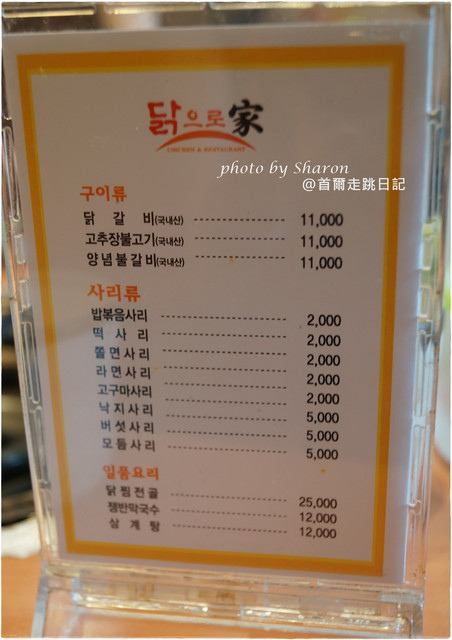 닭으로家
CHICKEN & RESTAURANT
photo by Sharon
@首爾走跳日記
구이류
닭 갈 비(국내산) 11,000
고추장불고기(국내산) 11,000
양념불갈비(국내산) 11,000
사리류
밥볶음사리 2,000
떡 사 리 2,000
쫄면사리 2,000
라면사리 2,000
고구마사리 2,000
낙지사리 5,000
버섯사리 5,000
모둠사리 5,000
일품요리
닭찜전골 25,000
쟁반막국수 12,000
삼 계 탕 12,000